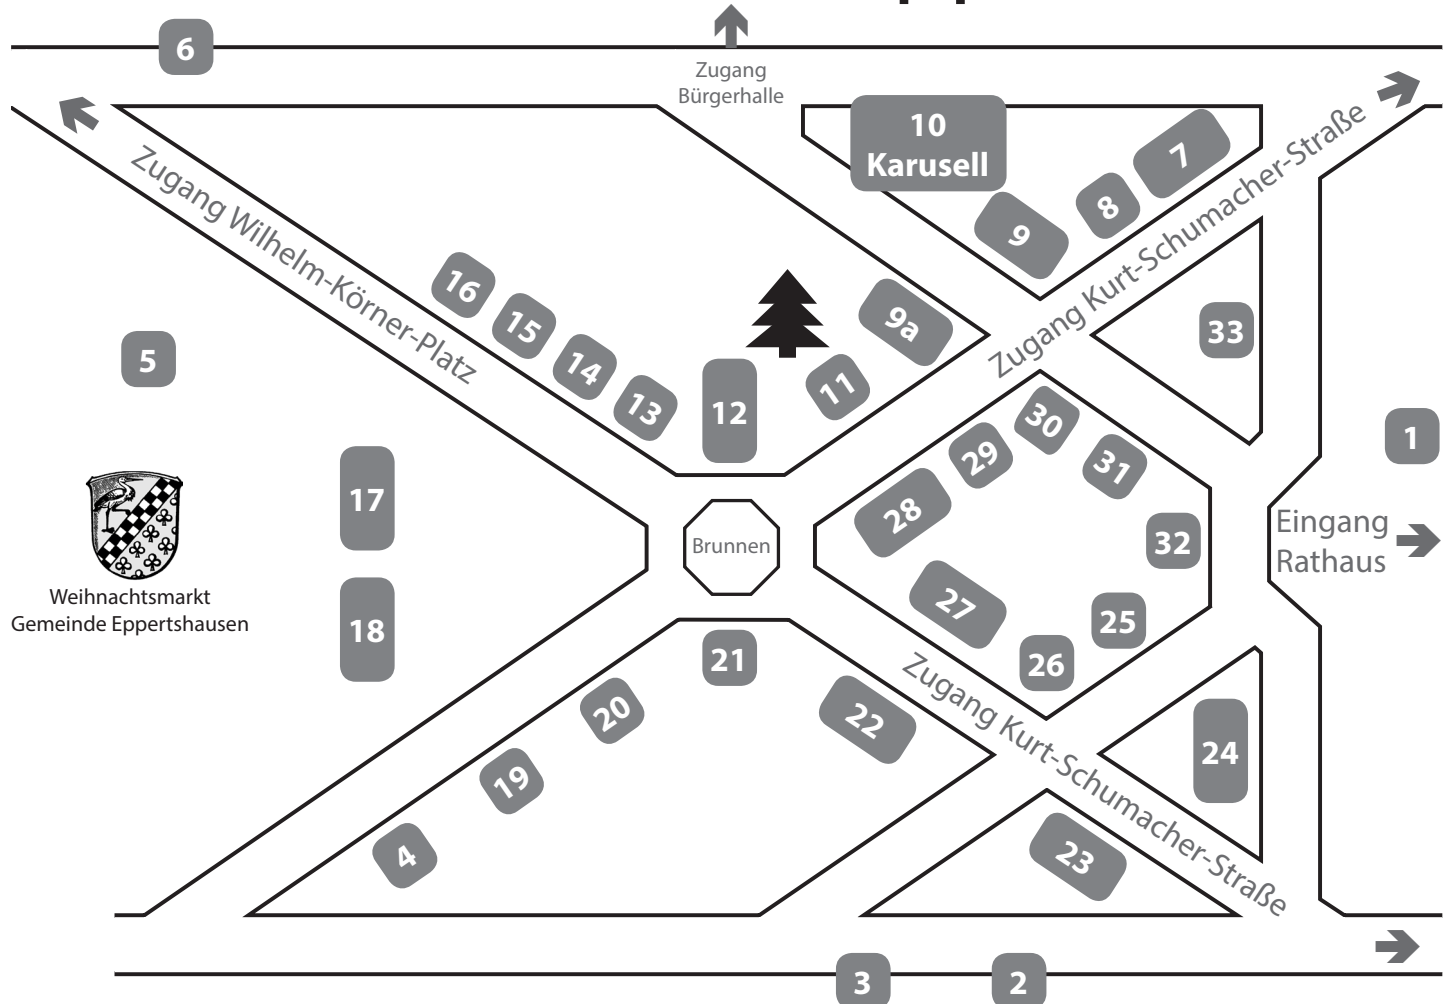 6
Zugang
Bürgerhalle
10
Karusell
7
8
9
Zugang Kurt-Schumacher-Straße
Zugang Wilhelm-Körner-Platz
16
15
14
13
12
11
9a
33
5
1
17
30
29
31
28
32
Eingang
Rathaus
Brunnen
Weihnachtsmarkt
Gemeinde Eppertshausen
18
27
25
26
21
20
22
Zugang Kurt-Schumacher-Straße
24
19
4
23
3
2